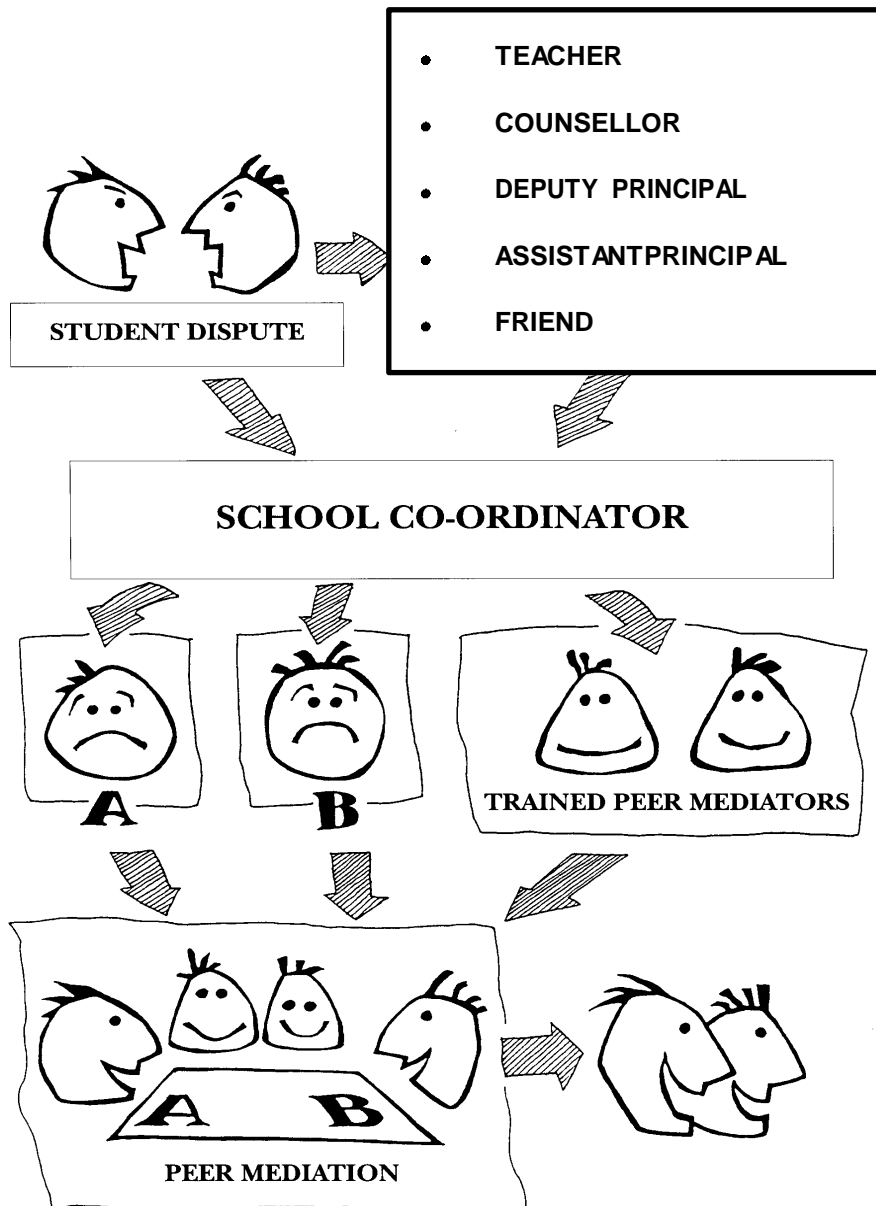 • TEACHER
• COUNSELLOR
• DEPUTY PRINCIPAL
• ASSISTANTPRINCIPAL
• FRIEND
STUDENT DISPUTE
SCHOOL CO-ORDINATOR
A
B
TRAINED PEER MEDIATORS
A B
PEER MEDIATION